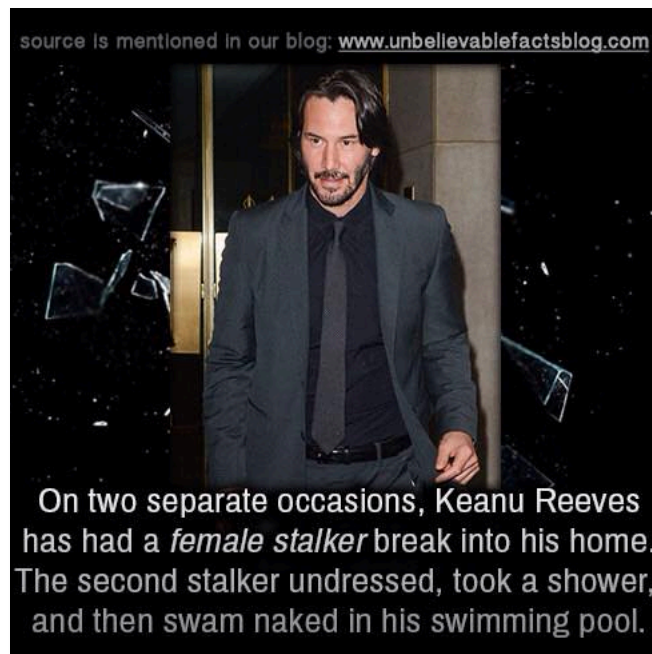 source is mentioned in our blog: www.unbelievablefactsblog.com
On two separate occasions, Keanu Reeves
has had a female stalker break into his home.
The second stalker undressed, took a shower,
and then swam naked in his swimming pool.